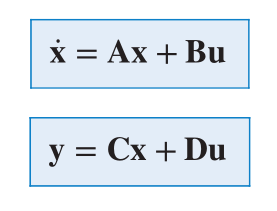 ẋ = Ax + Bu
y = Cx + Du